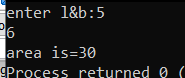 enter l&b:5
6
area is=30
Process returned 0 (